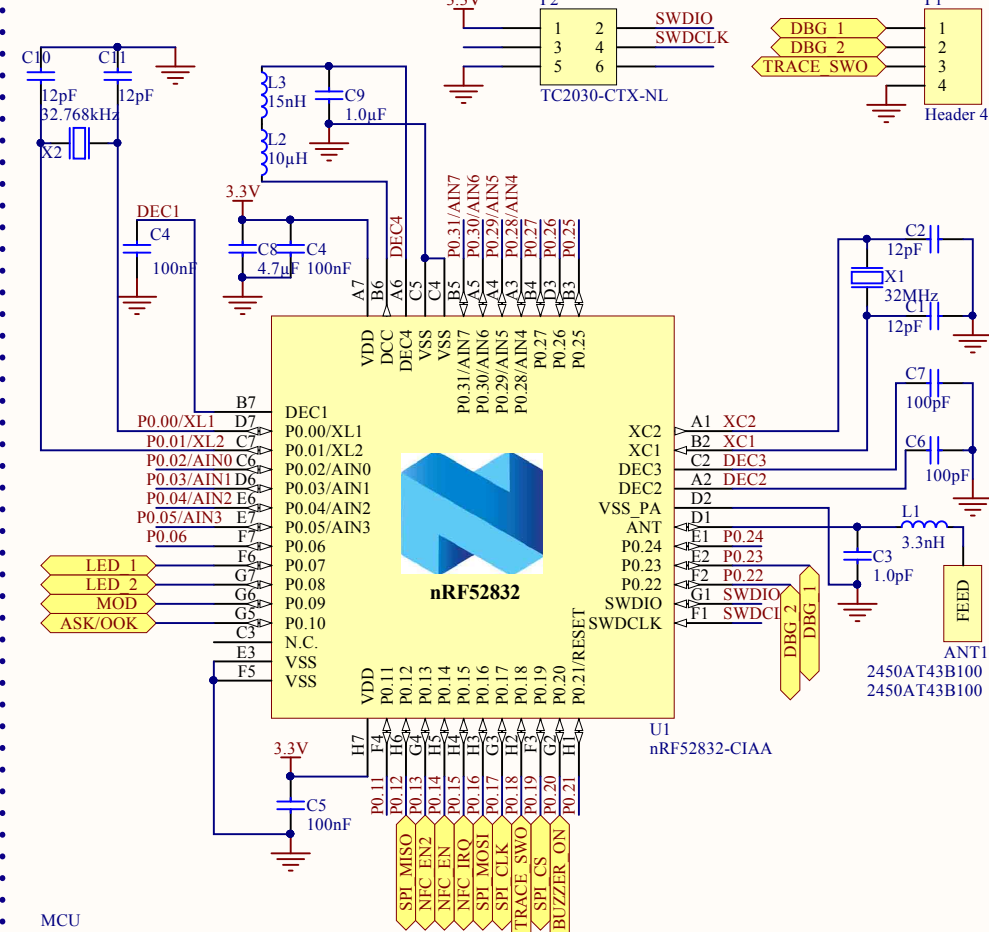 3.3V
P2
1
2
SWDIO
3
4
SWDCLK
5
6
TC2030-CTX-NL
P1
DBG_1
1
DBG_2
2
TRACE_SWO
3
4
Header 4
C10
C11
12pF
12pF
32.768kHz
X2
L3
15nH
C9
1.0µF
L2
10µH
DEC1
C4
100nF
3.3V
C8
C4
4.7µF
100nF
DEC4
P0.31/AIN7
P0.30/AIN6
P0.29/AIN5
P0.28/AIN4
P0.27
P0.26
P0.25
A7
B6
A6
C5
C4
B5
A5
A4
A3
B4
D3
B3
VDD
DCC
DEC4
VSS
VSS
P0.31/AIN7
P0.30/AIN6
P0.29/AIN5
P0.28/AIN4
P0.27
P0.26
P0.25
C2
12pF
X1
32MHz
C1
12pF
C7
100pF
C6
100pF
B7
DEC1
P0.00/XL1
D7
P0.00/XL1
P0.01/XL2
C7
P0.01/XL2
P0.02/AIN0
C6
P0.02/AIN0
P0.03/AIN1
D6
P0.03/AIN1
P0.04/AIN2
E6
P0.04/AIN2
P0.05/AIN3
E7
P0.05/AIN3
P0.06
F7
P0.06
LED_1
F6
P0.07
LED_2
G7
P0.08
MOD
G6
P0.09
ASK/OOK
G5
P0.10
C3
N.C.
E3
VSS
F5
VSS
nRF52832
XC2
A1
XC2
XC1
B2
XC1
DEC3
C2
DEC3
DEC2
A2
DEC2
VSS_PA
D2
ANT
D1
P0.24
E1
P0.24
P0.23
E2
P0.23
P0.22
F2
P0.22
SWDIO
G1
SWDIO
SWDCLK
F1
DBG_2
DBG_1
L1
3.3nH
C3
1.0pF
FEED
ANT1
2450AT43B100
2450AT43B100
VDD
P0.11
P0.12
P0.13
P0.14
P0.15
P0.16
P0.17
P0.18
P0.19
P0.20
P0.21/RESET
U1
nRF52832-CIAA
H7
F4
H6
G4
H5
H4
H3
G3
H2
F3
G2
H1
3.3V
C5
100nF
P0.11
P0.12
P0.13
P0.14
P0.15
P0.16
P0.17
P0.18
P0.19
P0.20
P0.21
SPI_MISO
NFC_EN2
NFC_EN
NFC_IRQ
SPI_MOSI
SPI_CLK
TRACE_SWO
SPI_CS
BUZZER_ON
MCU